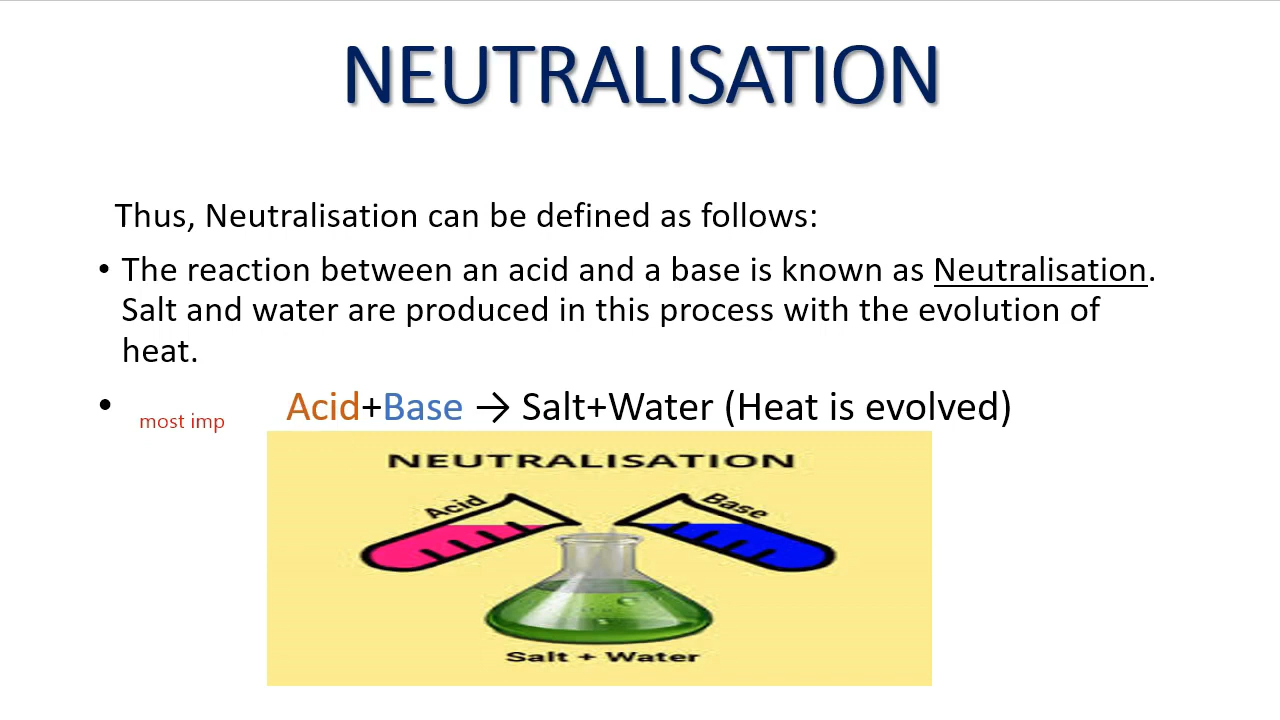 NEUTRALISATION
Thus, Neutralisation can be defined as follows:
• The reaction between an acid and a base is known as Neutralisation.
Salt and water are produced in this process with the evolution of
heat.
• most imp Acid+Base → Salt+Water (Heat is evolved)
NEUTRALISATION
Acid
Base
Salt + Water